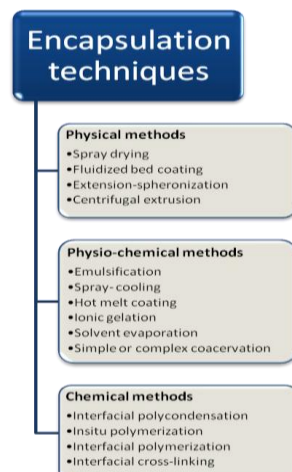 Encapsulation
techniques
Physical methods
•Spray drying
•Fluidized bed coating
•Extension-spheronization
•Centrifugal extrusion
Physio-chemical methods
•Emulsification
•Spray- cooling
•Hot melt coating
•Ionic gelation
•Solvent evaporation
•Simple or complex coacervation
Chemical methods
•Interfacial polycondensation
•Insitu polymerization
•Interfacial polymerization
•Interfacial cross-linking